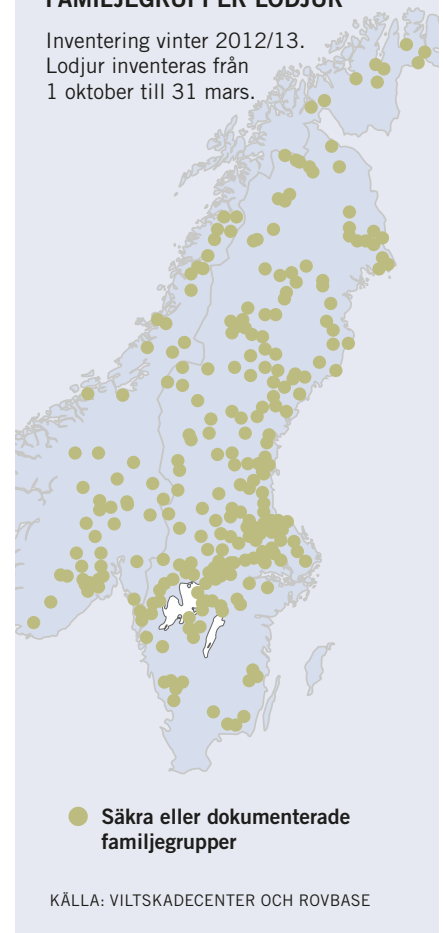 FAMILJEGRUPPER LODJUR
Inventering vinter 2012/13.
Lodjur inventeras från
1 oktober till 31 mars.
Säkra eller dokumenterade
familjegrupper
KÄLLA: VILTSKADECENTER OCH ROVBASE